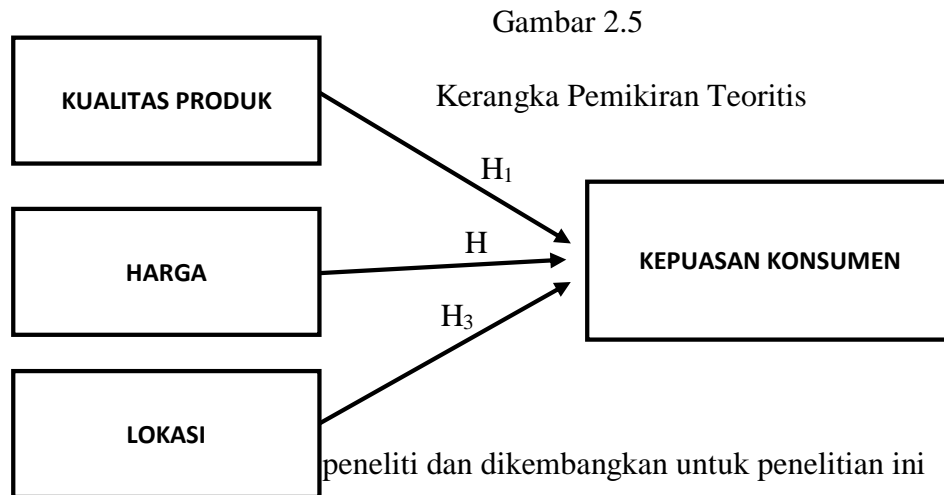 Gambar 2.5
KUALITAS PRODUK
Kerangka Pemikiran Teoritis
H₁
HARGA
H
KEPUASAN KONSUMEN
H₃
LOKASI
peneliti dan dikembangkan untuk penelitian ini